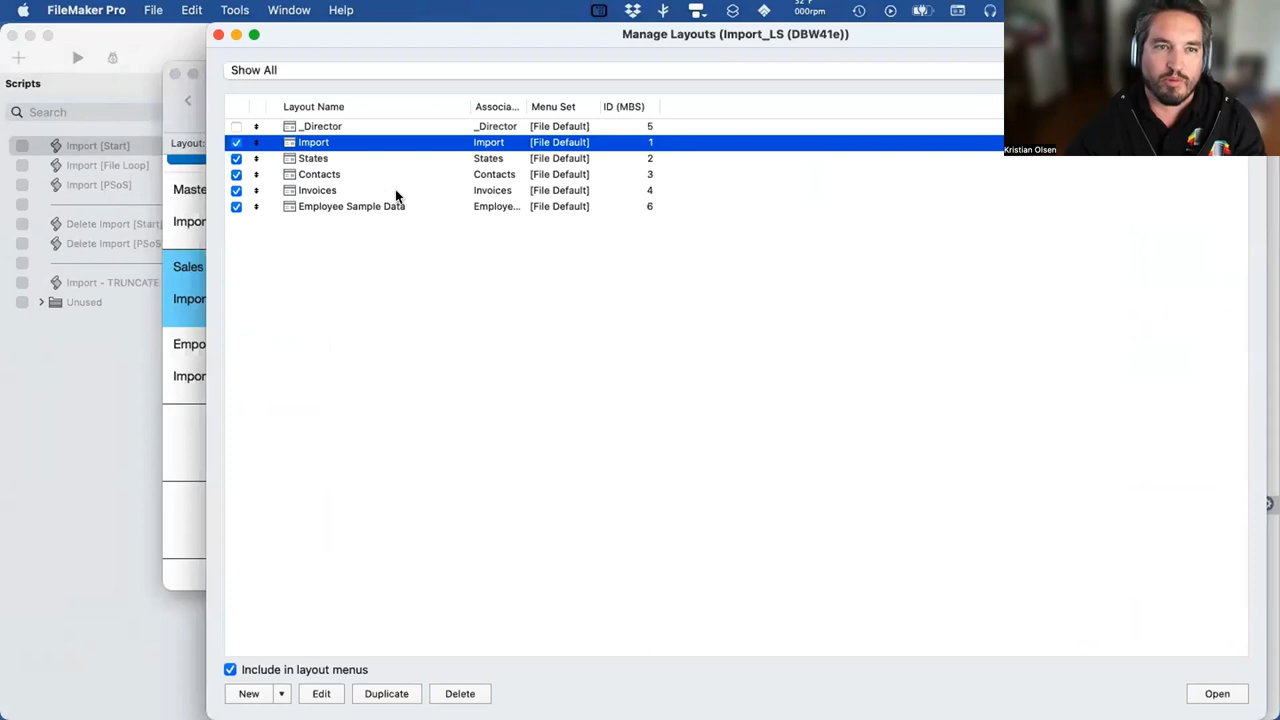 FileMaker Pro File Edit Tools Window Help
000rpm
Manage Layouts (Import_LS (DBW41e))
Show All
Scripts
Search
Layout Name Associa... Menu Set ID (MBS)
_Director _Director [File Default] 5
Import Import [File Default] 1
States States [File Default] 2
Contacts Contacts [File Default] 3
Invoices Invoices [File Default] 4
Employee Sample Data Employe... [File Default] 6
Import [Start]
Import [File Loop]
Import [PSoS]
Delete Import [Start]
Delete Import [PSoS
Import - TRUNCATE
Unused
Layout:
Maste
Impor
Sales
Impor
Empo
Impor
Kristian Olsen
Include in layout menus
New Edit Duplicate Delete Open